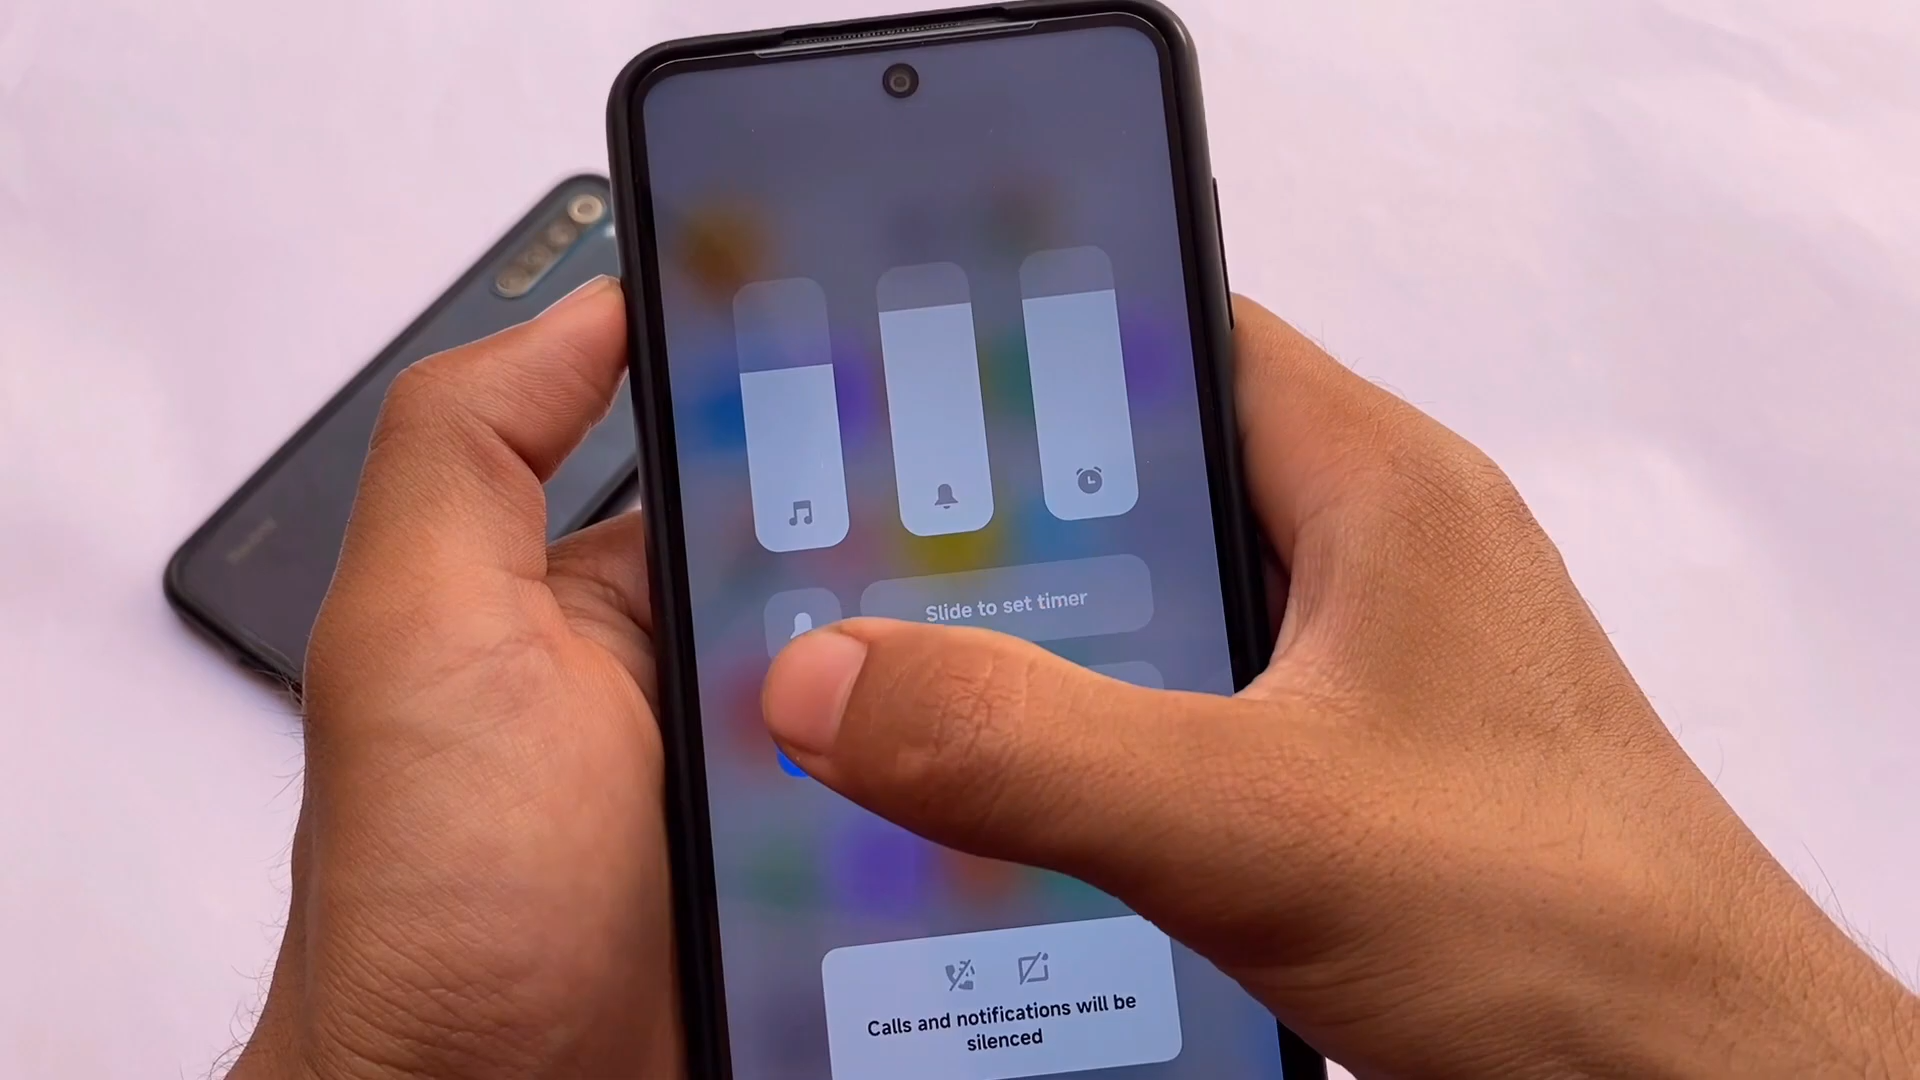 Slide to set timer
Calls and notifications will be
silenced